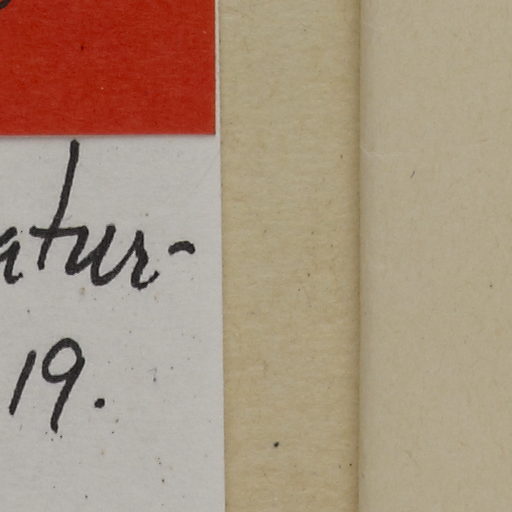 atur-
19.